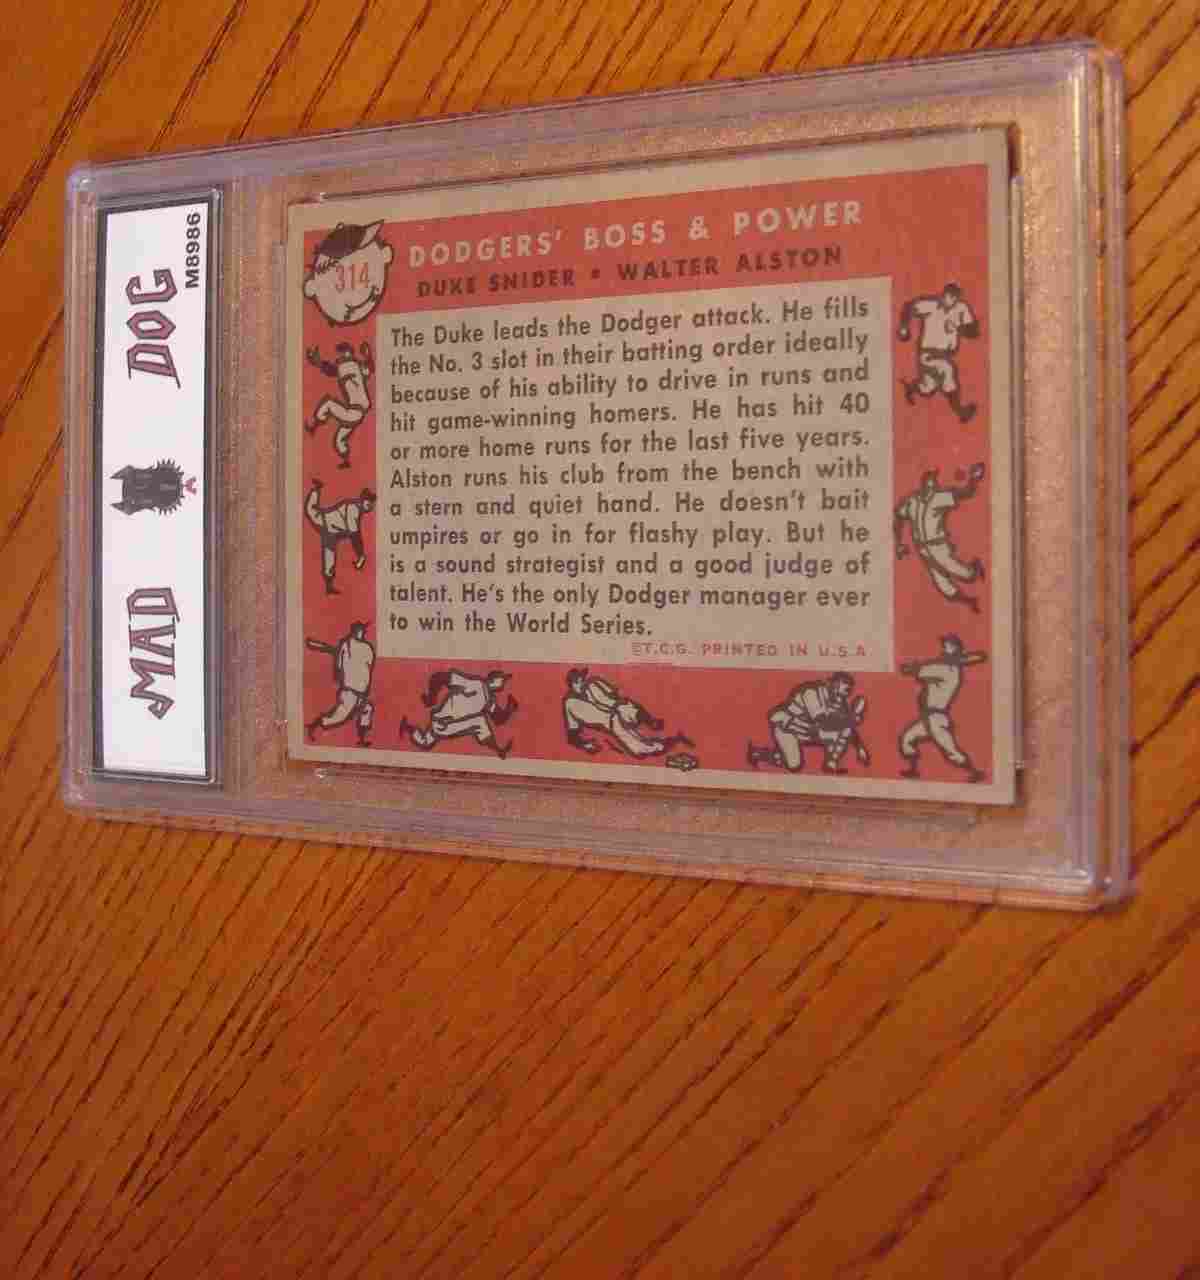 MAD DOG
M8986
314
DODGERS' BOSS & POWER
DUKE SNIDER • WALTER ALSTON
The Duke leads the Dodger attack. He fills
the No. 3 slot in their batting order ideally
because of his ability to drive in runs and
hit game-winning homers. He has hit 40
or more home runs for the last five years.
Alston runs his club from the bench with
a stern and quiet hand. He doesn't bait
umpires or go in for flashy play. But he
is a sound strategist and a good judge of
talent. He's the only Dodger manager ever
to win the World Series.
©T.C.G. PRINTED IN U.S.A.